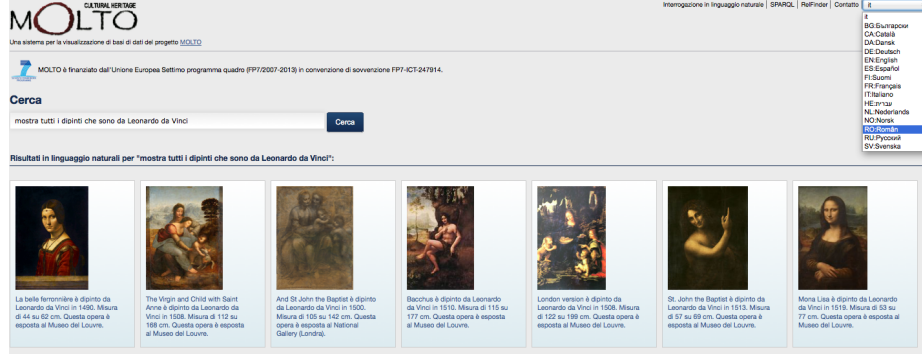 CULTURAL HERITAGE
MOLTO
Interrogazione in linguaggio naturale | SPARQL | RelFinder | Contatto
it
Una sistema per la visualizzazione di basi di dati del progetto MOLTO
it
BG:Български
CA:Català
DA:Dansk
DE:Deutsch
EN:English
ES:Español
FI:Suomi
FR:Français
IT:Italiano
HE:עברית
NL:Nederlands
NO:Norsk
RO:Român
RU:Русский
SV:Svenska
7
MOLTO è finanziato dall'Unione Europea Settimo programma quadro (FP7/2007-2013) in convenzione di sovvenzione FP7-ICT-247914.
Cerca
mostra tutti i dipinti che sono da Leonardo da Vinci
Cerca
Risultati in linguaggio naturali per "mostra tutti i dipinti che sono da Leonardo da Vinci":
La belle ferronnière è dipinto da
Leonardo da Vinci in 1490. Misura
di 44 su 62 cm. Questa opera è
esposta al Museo del Louvre.
The Virgin and Child with Saint
Anne è dipinto da Leonardo da
Vinci in 1508. Misura di 112 su
168 cm. Questa opera è esposta
al Museo del Louvre.
And St John the Baptist è dipinto
da Leonardo da Vinci in 1500.
Misura di 105 su 142 cm. Questa
opera è esposta al National
Gallery (Londra).
Bacchus è dipinto da Leonardo
da Vinci in 1510. Misura di 115 su
177 cm. Questa opera è esposta
al Museo del Louvre.
London version è dipinto da
Leonardo da Vinci in 1508. Misura
di 122 su 199 cm. Questa opera è
esposta al Museo del Louvre.
St. John the Baptist è dipinto da
Leonardo da Vinci in 1513. Misura
di 57 su 69 cm. Questa opera è
esposta al Museo del Louvre.
Mona Lisa è dipinto da Leonardo
da Vinci in 1519. Misura di 53 su
77 cm. Questa opera è esposta
al Museo del Louvre.